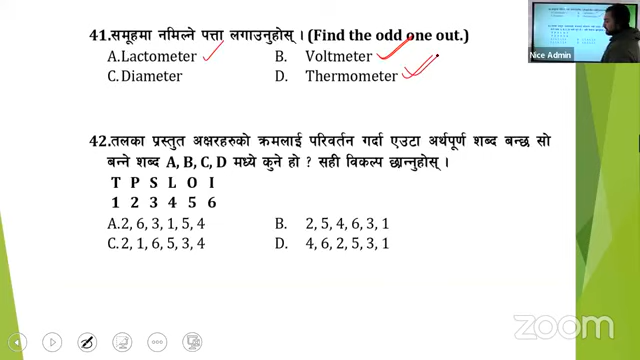 Nice Admin
41.समूहमा नमिल्ने पत्ता लगाउनुहोस् । (Find the odd one out.)
A.Lactometer B. Voltmeter
C.Diameter D. Thermometer
42.तलका प्रस्तुत अक्षरहरुको क्रमलाई परिवर्तन गर्दा एउटा अर्थपूर्ण शब्द बन्छ सो
बन्ने शब्द A, B, C, D मध्ये कुने हो ? सही विकल्प छान्नुहोस् ।
T P S L O I
1 2 3 4 5 6
A.2, 6, 3, 1, 5, 4 B. 2, 5, 4, 6, 3, 1
C.2, 1, 6, 5, 3, 4 D. 4, 6, 2, 5, 3, 1
zoom